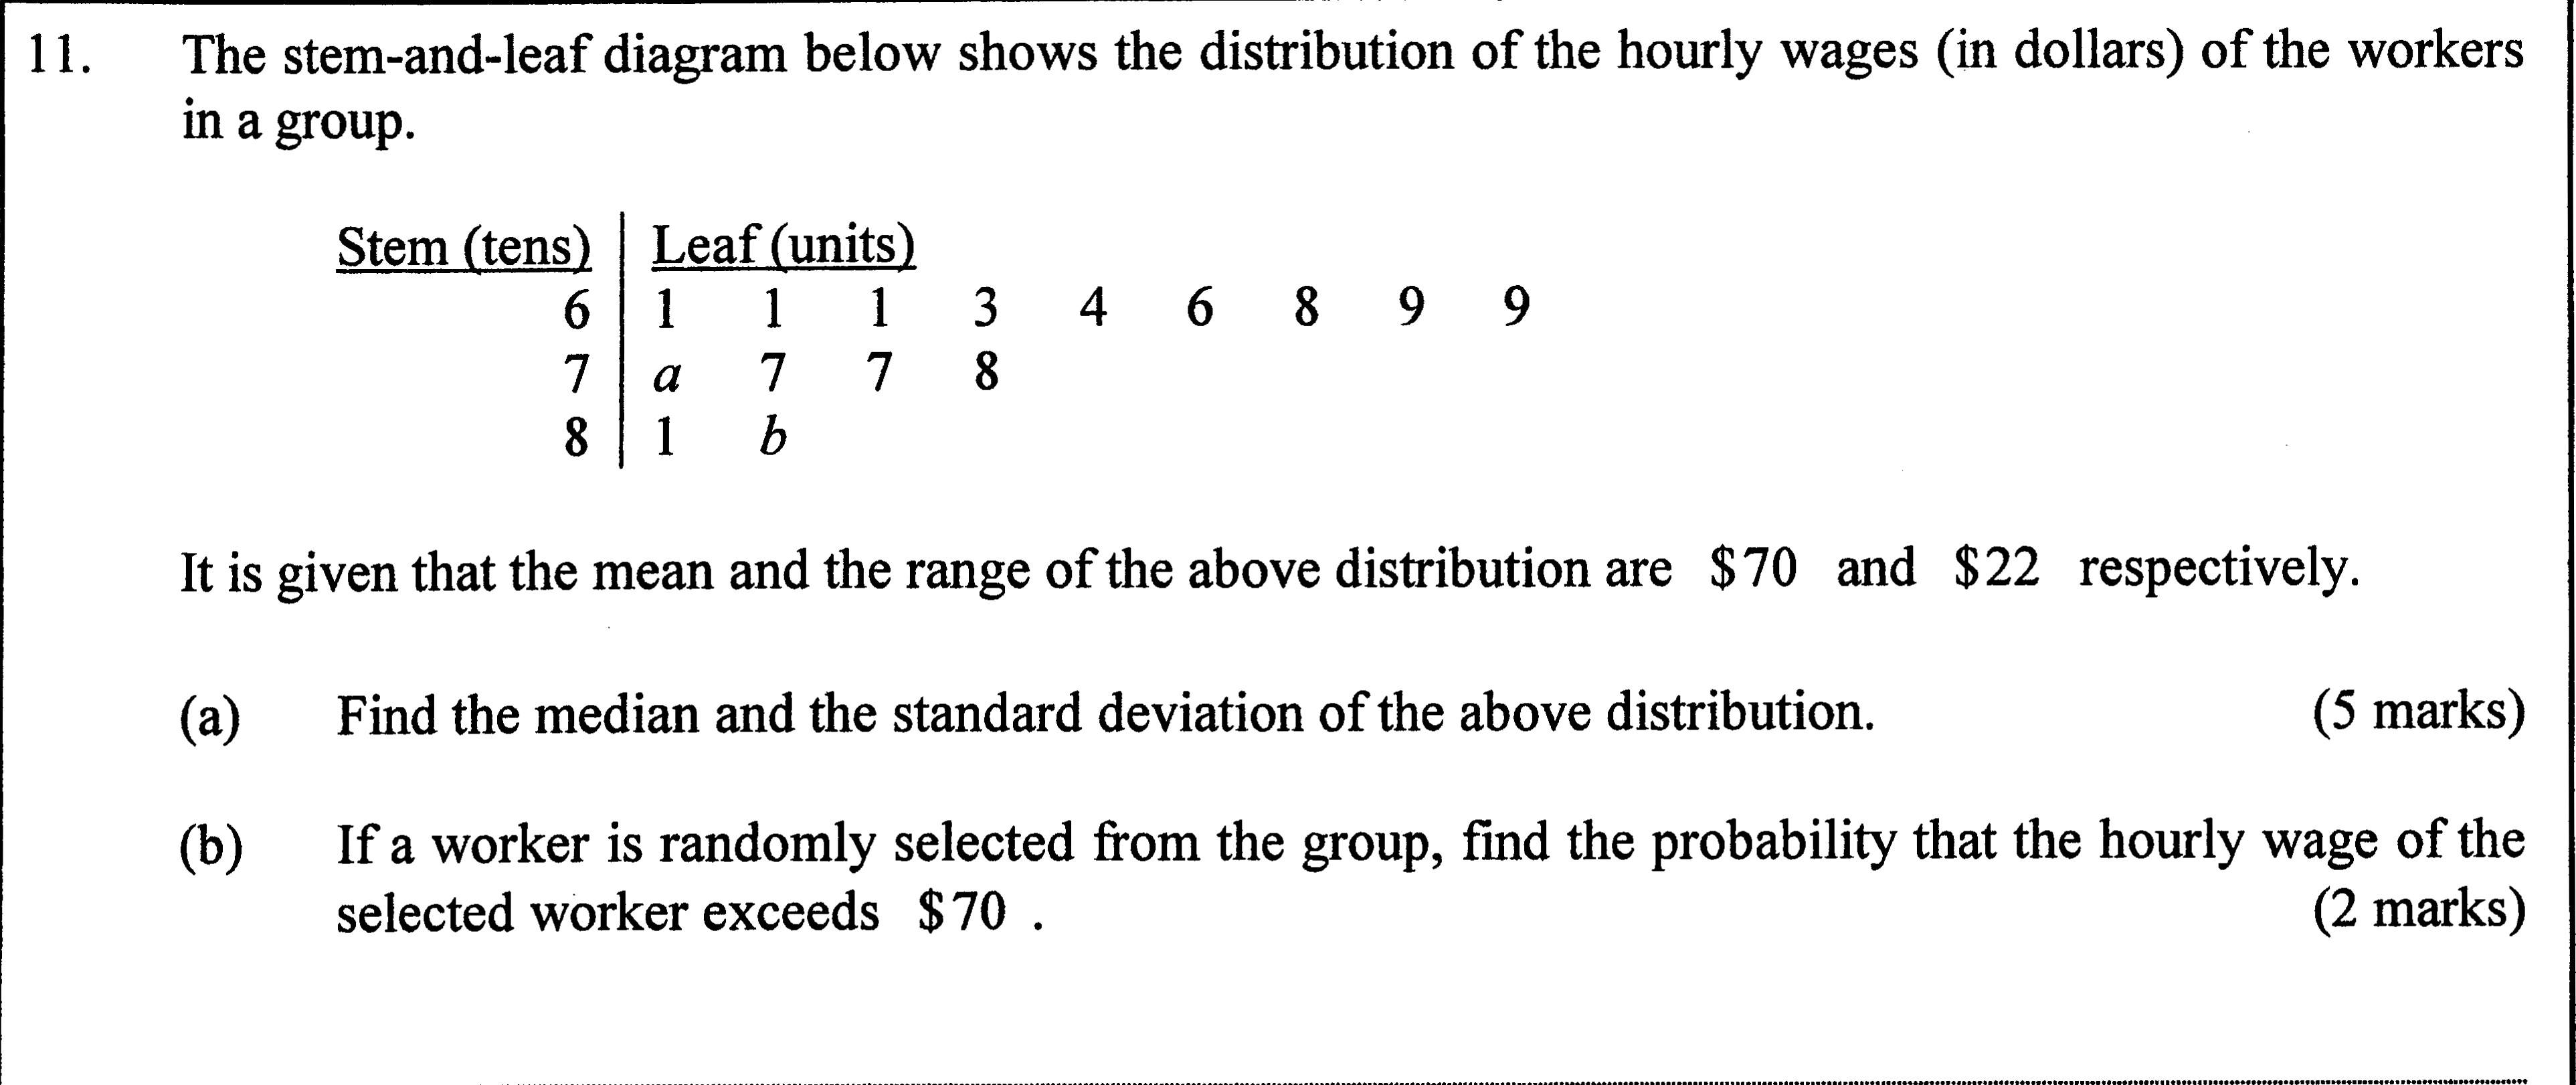 11. The stem-and-leaf diagram below shows the distribution of the hourly wages (in dollars) of the workers
in a group.
Stem (tens) Leaf (units)
6 1 1 1 3 4 6 8 9 9
7 a 7 7 8
8 1 b
It is given that the mean and the range of the above distribution are $70 and $22 respectively.
(a) Find the median and the standard deviation of the above distribution. (5 marks)
(b) If a worker is randomly selected from the group, find the probability that the hourly wage of the
selected worker exceeds $70 . (2 marks)